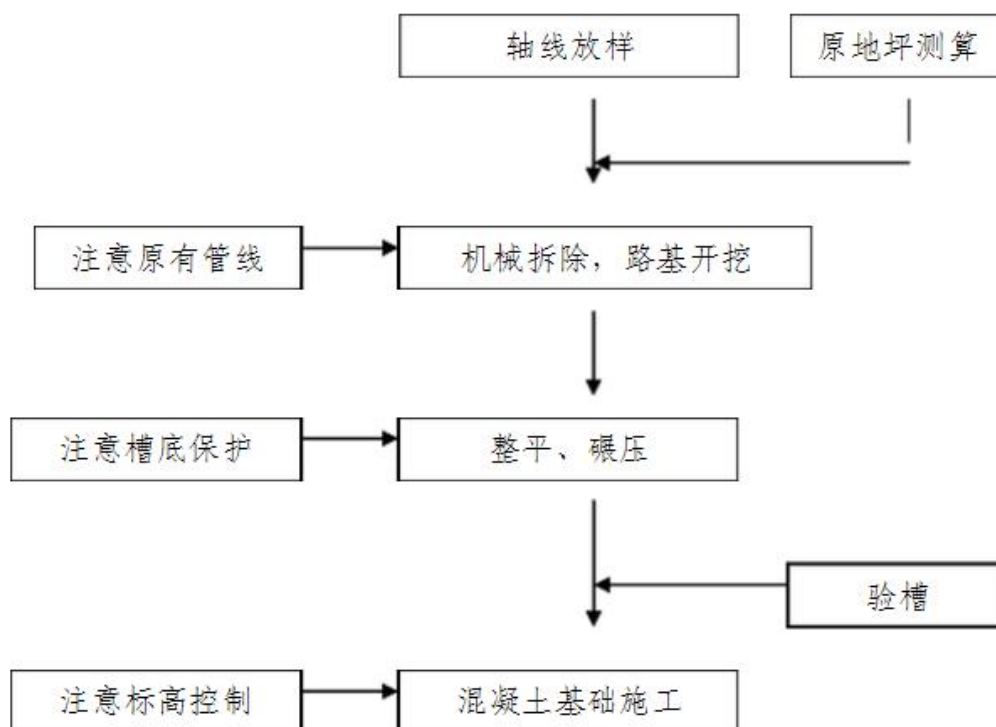 轴线放样
原地坪测算
注意原有管线
机械拆除，路基开挖
注意槽底保护
整平、碾压
验槽
注意标高控制
混凝土基础施工